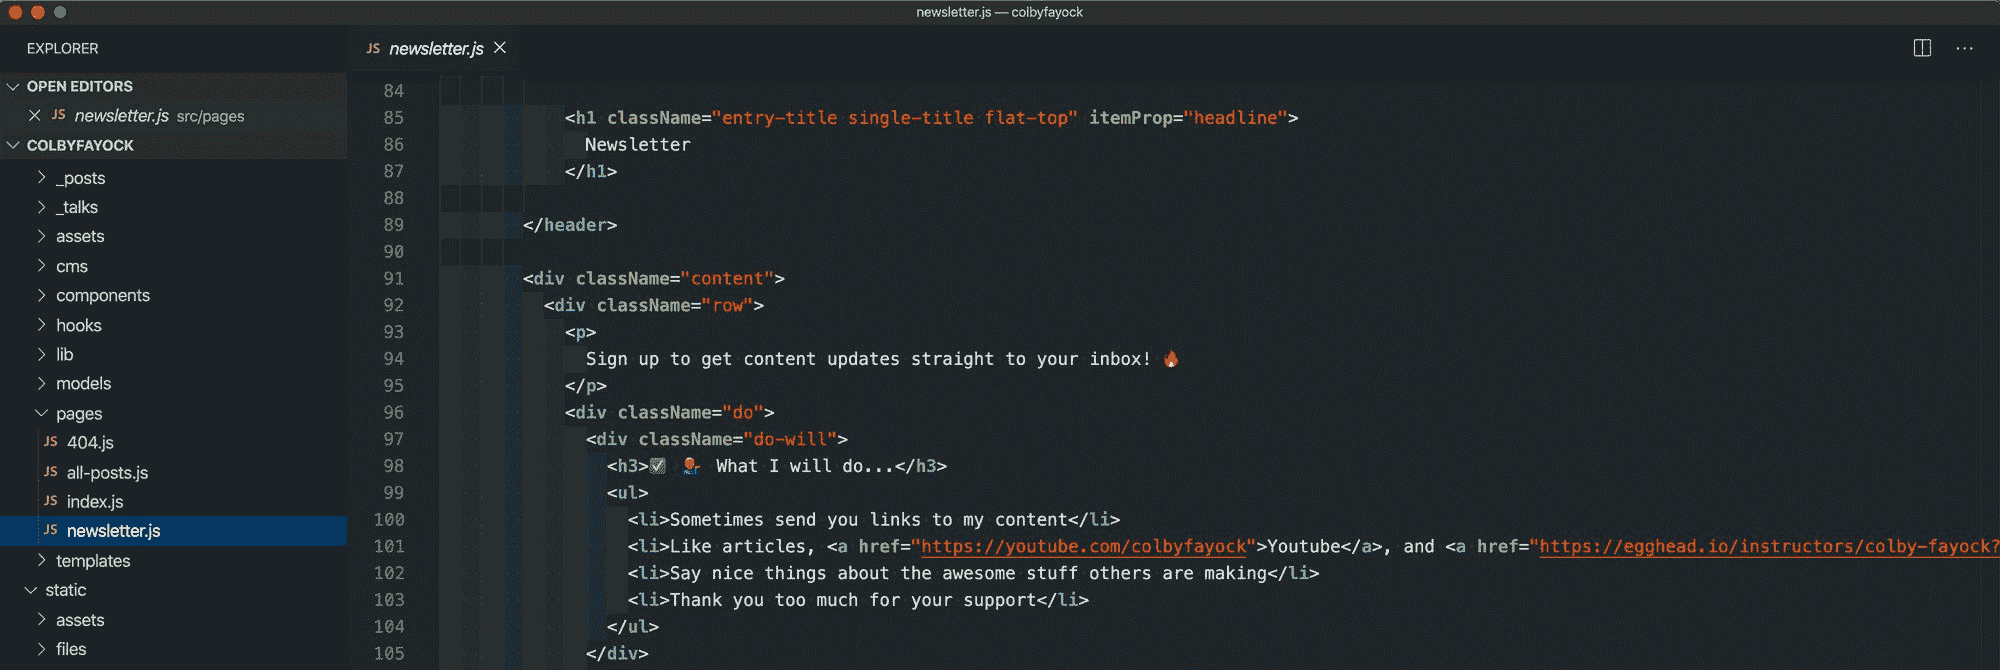 newsletter.js — colbyfayock
EXPLORER
OPEN EDITORS
JS newsletter.js src/pages
COLBYFAYOCK
_posts
_talks
assets
cms
components
hooks
lib
models
pages
JS 404.js
JS all-posts.js
JS index.js
JS newsletter.js
templates
static
assets
files
JS newsletter.js
84
85 <h1 className="entry-title single-title flat-top" itemProp="headline">
86 Newsletter
87 </h1>
88
89 </header>
90
91 <div className="content">
92 <div className="row">
93 <p>
94 Sign up to get content updates straight to your inbox! 🔥
95 </p>
96 <div className="do">
97 <div className="do-will">
98 <h3>☑ What I will do...</h3>
99 <ul>
100 <li>Sometimes send you links to my content</li>
101 <li>Like articles, <a href="https://youtube.com/colbyfayock">Youtube</a>, and <a href="https://egghead.io/instructors/colby-fayock?
102 <li>Say nice things about the awesome stuff others are making</li>
103 <li>Thank you too much for your support</li>
104 </ul>
105 </div>